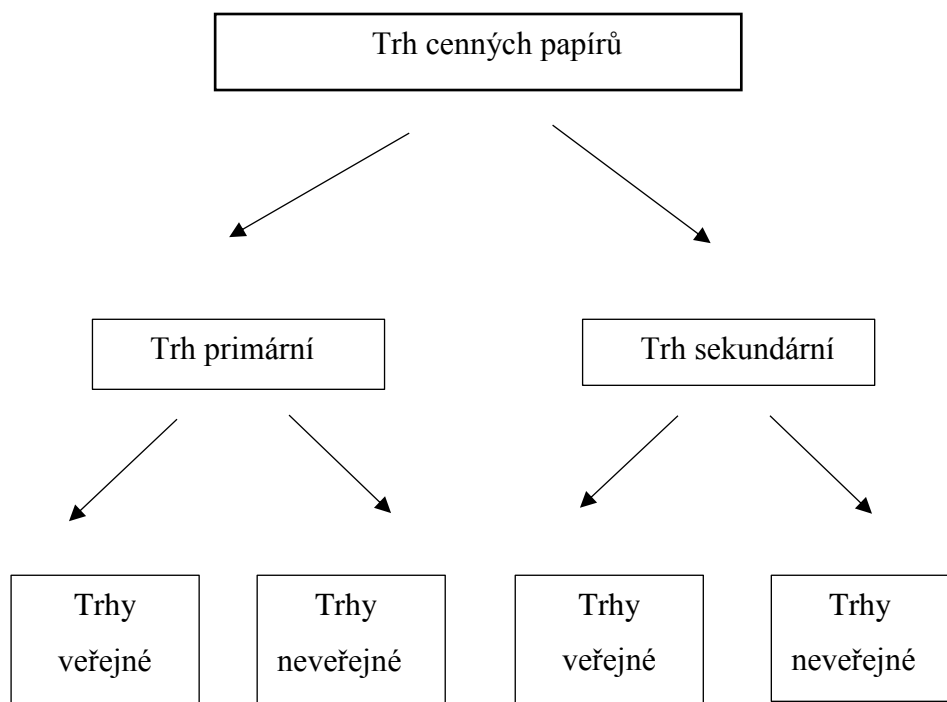 Trh cenných papírů
Trh primární
Trh sekundární
Trhy
veřejné
Trhy
neveřejné
Trhy
veřejné
Trhy
neveřejné